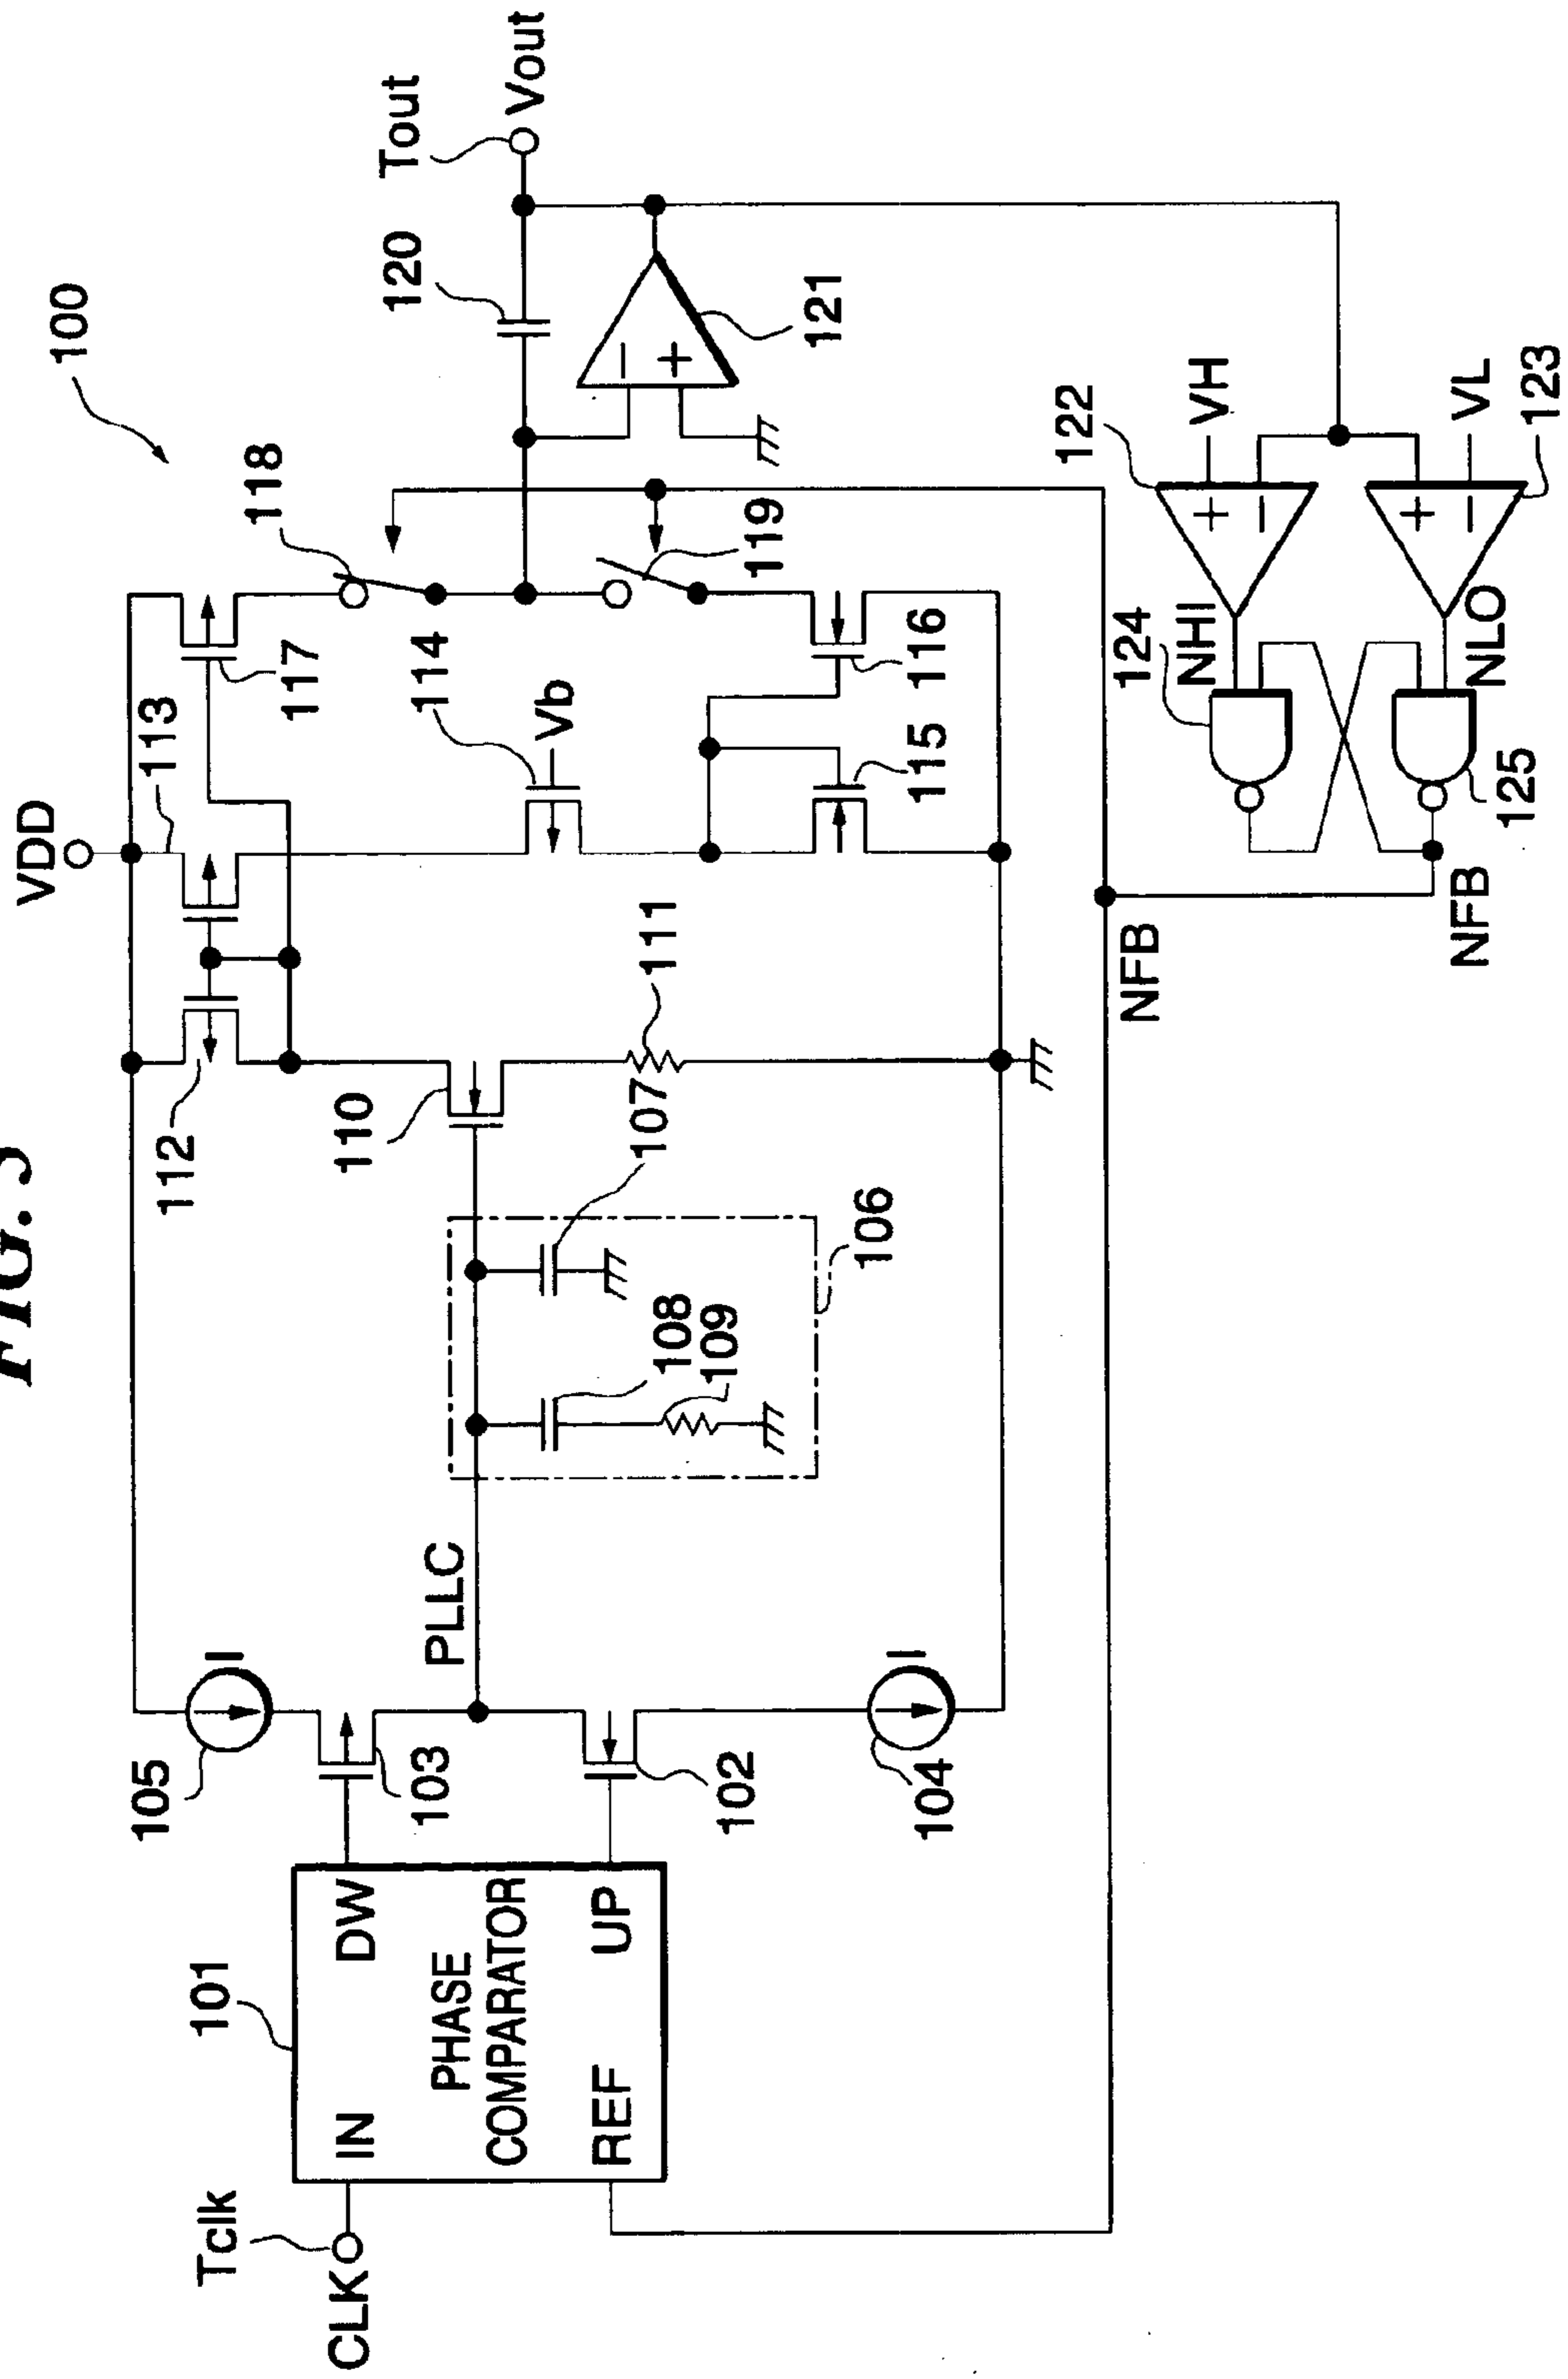 FIG. 3
100
VDD
Tclk
CLK
101
IN
DW
PHASE
COMPARATOR
REF
UP
105
I
103
102
104
I
PLLC
106
108
109
107
112
110
111
113
114
Vb
115
117
116
118
119
120
121
−
+
Tout
Vout
NFB
NFB
122
VH
+
−
123
VL
+
−
124
NHI
125
NLO